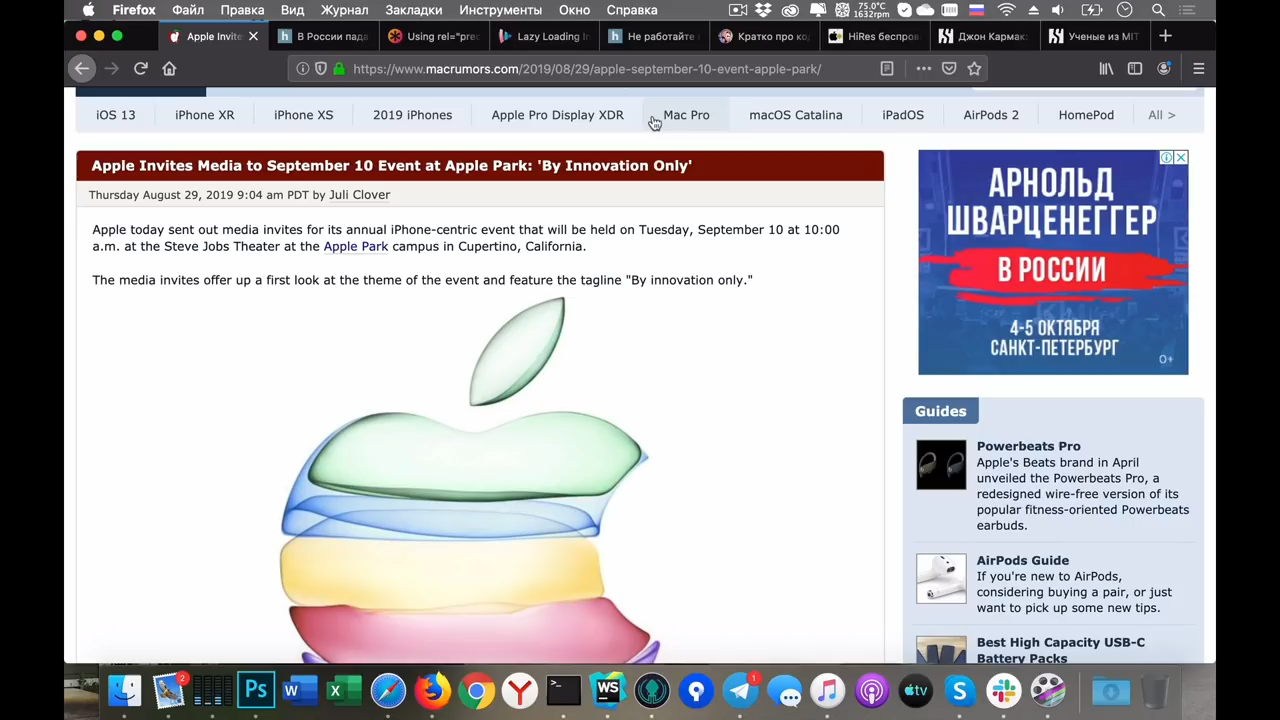 Firefox Файл Правка Вид Журнал Закладки Инструменты Окно Справка
75.0°C
1632rpm
Apple Invite
В России пада
Using rel="prec
Lazy Loading In
Не работайте
Кратко про ко
HiRes беспров
Джон Кармак
Ученые из MIT
https://www.macrumors.com/2019/08/29/apple-september-10-event-apple-park/
iOS 13 iPhone XR iPhone XS 2019 iPhones Apple Pro Display XDR Mac Pro macOS Catalina iPadOS AirPods 2 HomePod All >
Apple Invites Media to September 10 Event at Apple Park: 'By Innovation Only'
Thursday August 29, 2019 9:04 am PDT by Juli Clover
Apple today sent out media invites for its annual iPhone-centric event that will be held on Tuesday, September 10 at 10:00
a.m. at the Steve Jobs Theater at the Apple Park campus in Cupertino, California.
The media invites offer up a first look at the theme of the event and feature the tagline "By innovation only."
АРНОЛЬД
ШВАРЦЕНЕГГЕР
В РОССИИ
4-5 ОКТЯБРЯ
САНКТ-ПЕТЕРБУРГ
0+
Guides
Powerbeats Pro
Apple's Beats brand in April
unveiled the Powerbeats Pro, a
redesigned wire-free version of its
popular fitness-oriented Powerbeats
earbuds.
AirPods Guide
If you're new to AirPods,
considering buying a pair, or just
want to pick up some new tips.
Best High Capacity USB-C
Battery Packs
2
Ps
W
X
Y
WS
1
tv
S